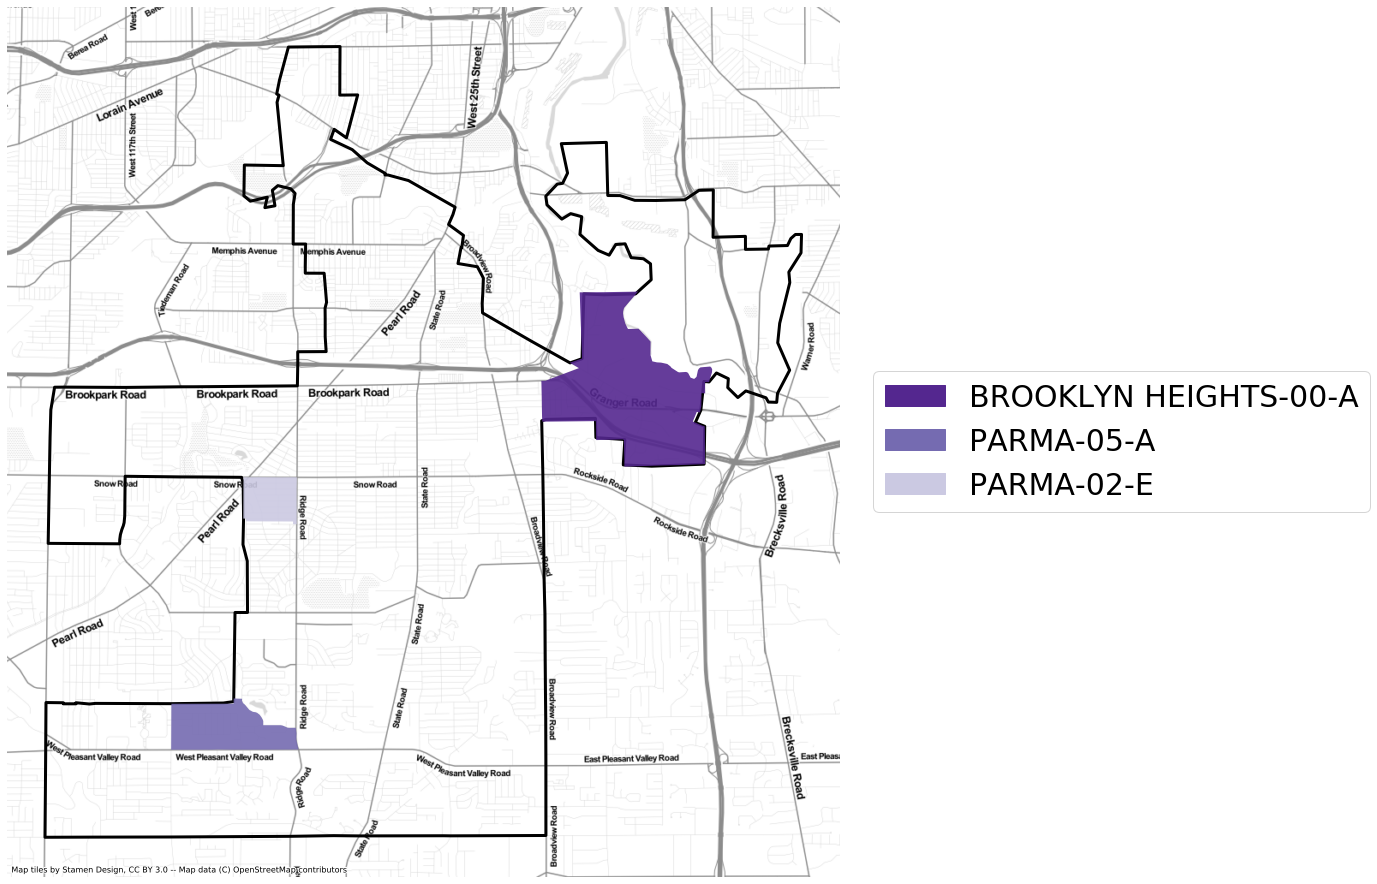 West 1
Bere
Berea Road
West 25th Street
Lorain Avenue
West 117th Street
Memphis Avenue
Memphis Avenue
Broadview Road
Tiedeman Road
Pearl Road
State Road
Warner Road
Brookpark Road
Brookpark Road
Brookpark Road
Granger Road
BROOKLYN HEIGHTS-00-A
PARMA-05-A
PARMA-02-E
Snow Road
Snow Road
Snow Road
State Road
Rockside Road
Ridge Road
Pearl Road
Rockside Road
Brecksville Road
Broadview Road
Pearl Road
State Road
Ridge Road
State Road
Broadview Road
Brecksville Road
West Pleasant Valley Road
West Pleasant Valley Road
West Pleasant Valley Road
East Pleasant Valley Road
East Pleas
Ridge Road
State Road
Broadview Road
Map tiles by Stamen Design, CC BY 3.0 -- Map data (C) OpenStreetMap contributors